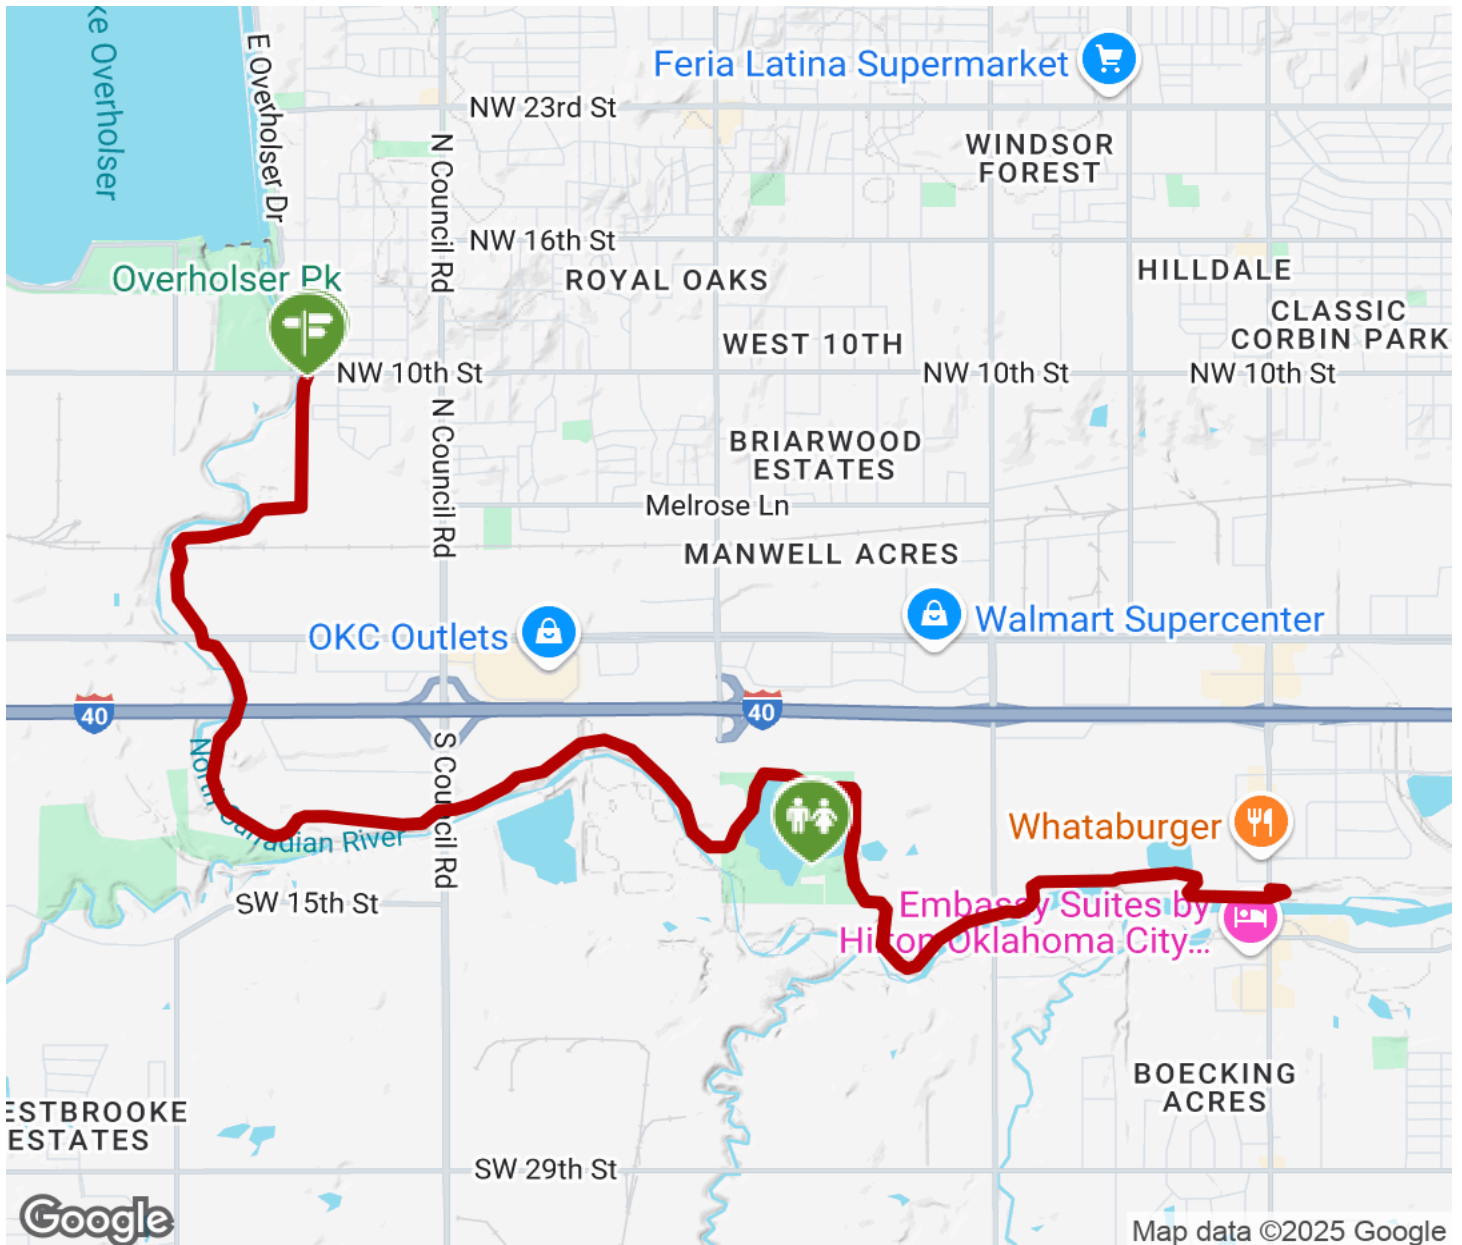 ke Overholser
E Overholser Dr
Feria Latina Supermarket
NW 23rd St
N Council Rd
WINDSOR
FOREST
NW 16th St
Overholser Pk
ROYAL OAKS
HILLDALE
CLASSIC
CORBIN PARK
WEST 10TH
NW 10th St
NW 10th St
NW 10th St
N Council Rd
BRIARWOOD
ESTATES
Melrose Ln
MANWELL ACRES
OKC Outlets
Walmart Supercenter
40
40
North Canadian River
S Council Rd
Whataburger
SW 15th St
Embassy Suites by
Hilton Oklahoma City...
BOECKING
ACRES
ESTBROOKE
ESTATES
SW 29th St
Google
Map data ©2025 Google